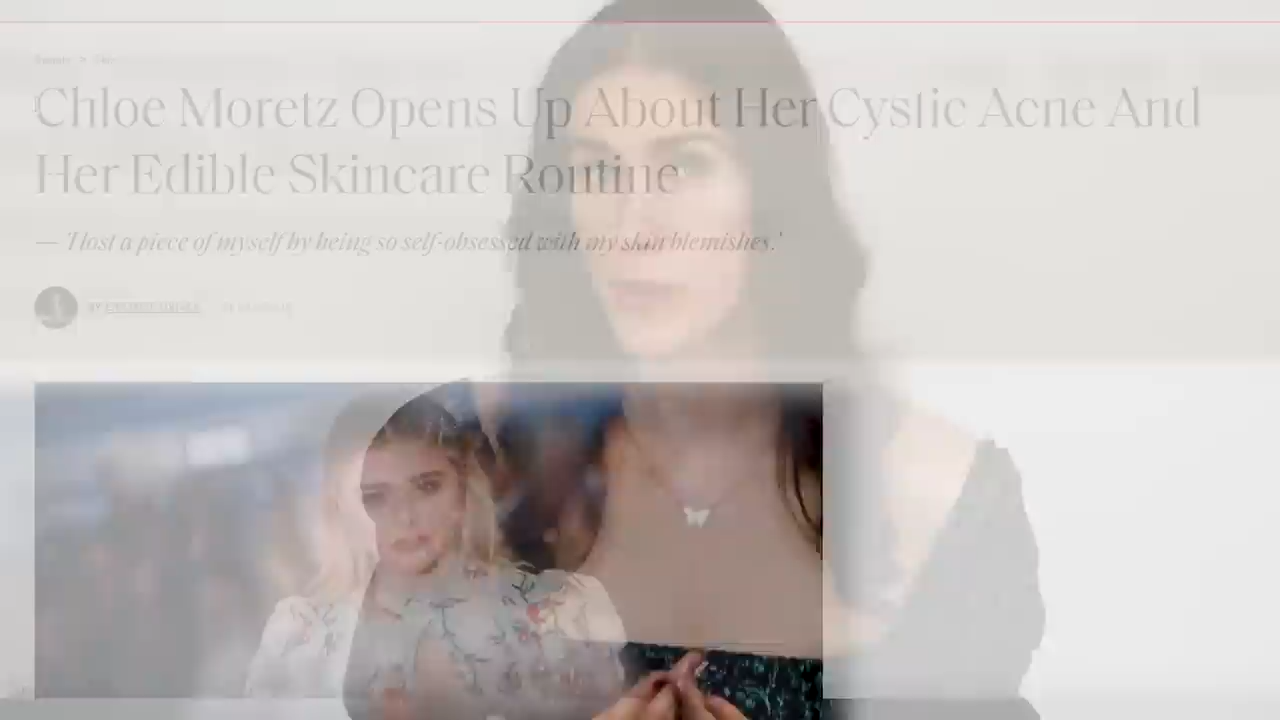 Chloe Moretz Opens Up About Her Cystic Acne And
Her Edible Skincare Routine
— 'I lost a piece of myself by being so self-obsessed with my skin blemishes.'
BY